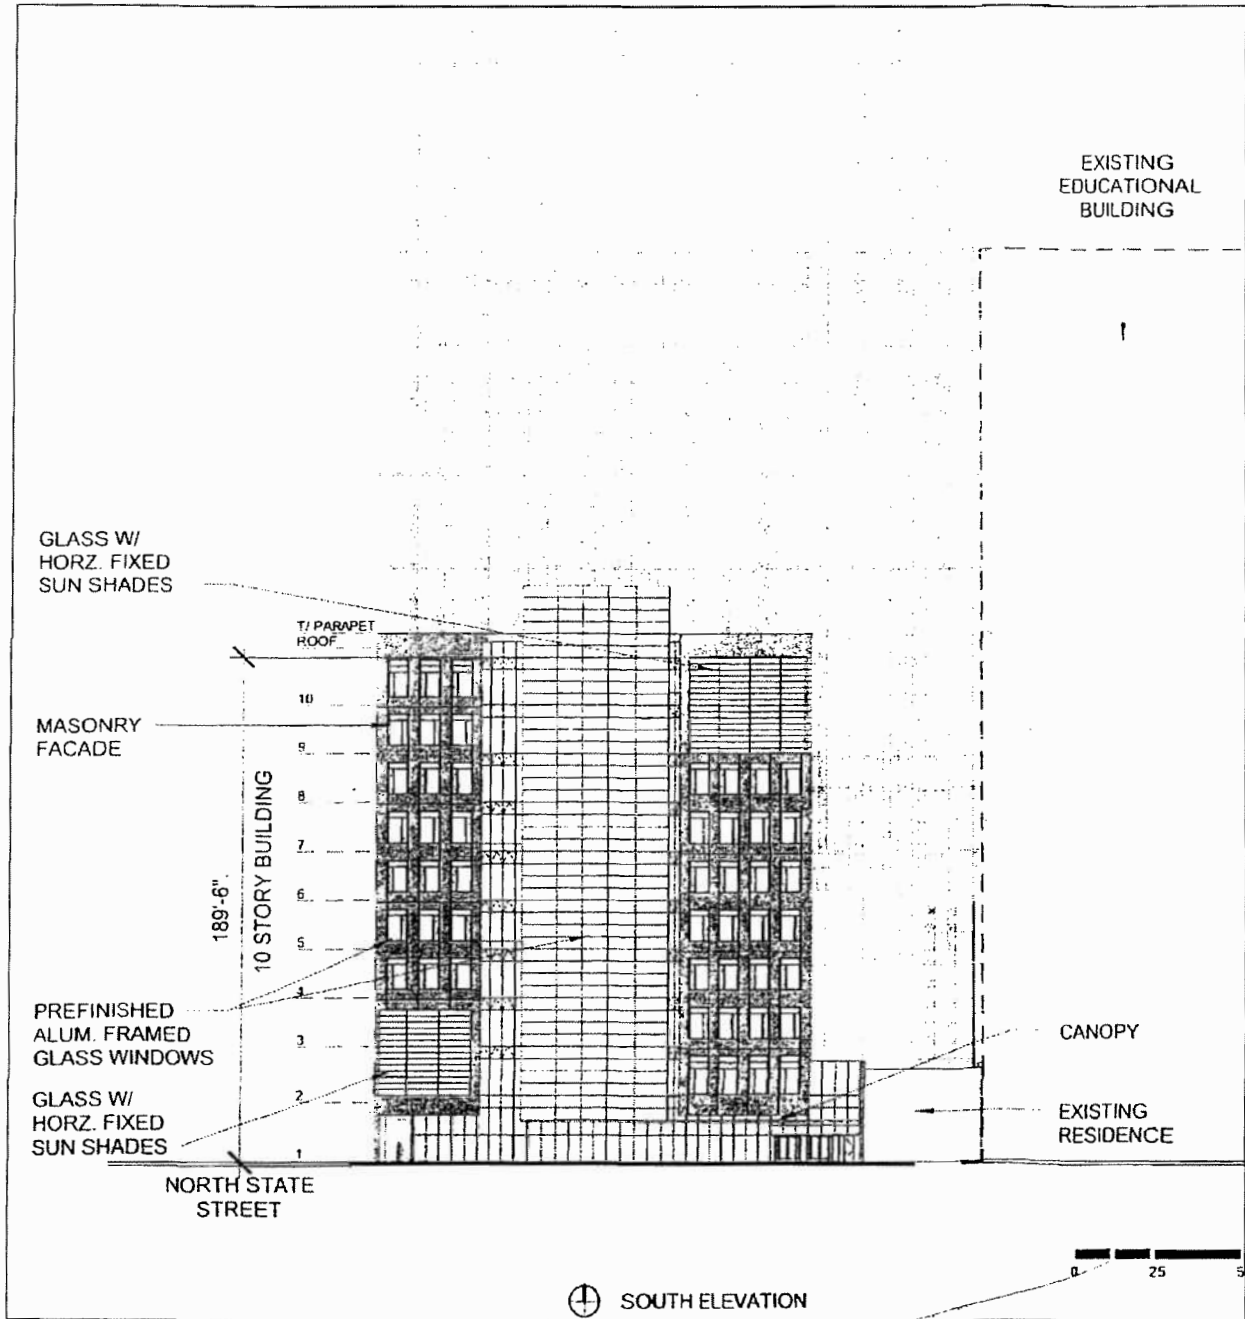 EXISTING
EDUCATIONAL
BUILDING
GLASS W/
HORZ. FIXED
SUN SHADES
T/ PARAPET
ROOF
10
MASONRY
FACADE
9
8
7
6
5
4
3
2
1
189'-6"
10 STORY BUILDING
PREFINISHED
ALUM. FRAMED
GLASS WINDOWS
GLASS W/
HORZ. FIXED
SUN SHADES
CANOPY
EXISTING
RESIDENCE
NORTH STATE
STREET
0 25 5
SOUTH ELEVATION